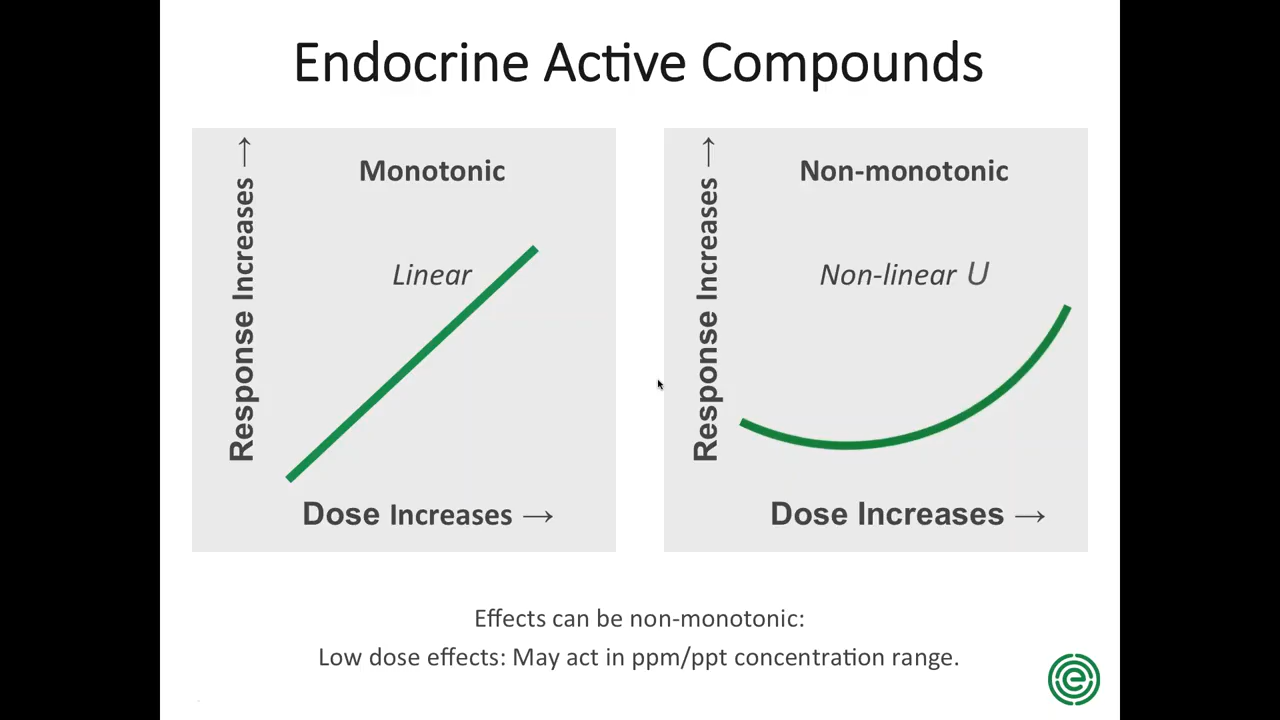 Endocrine Active Compounds
Response Increases →
Monotonic
Linear
Dose Increases →
Response Increases →
Non-monotonic
Non-linear U
Dose Increases →
Effects can be non-monotonic:
Low dose effects: May act in ppm/ppt concentration range.
e